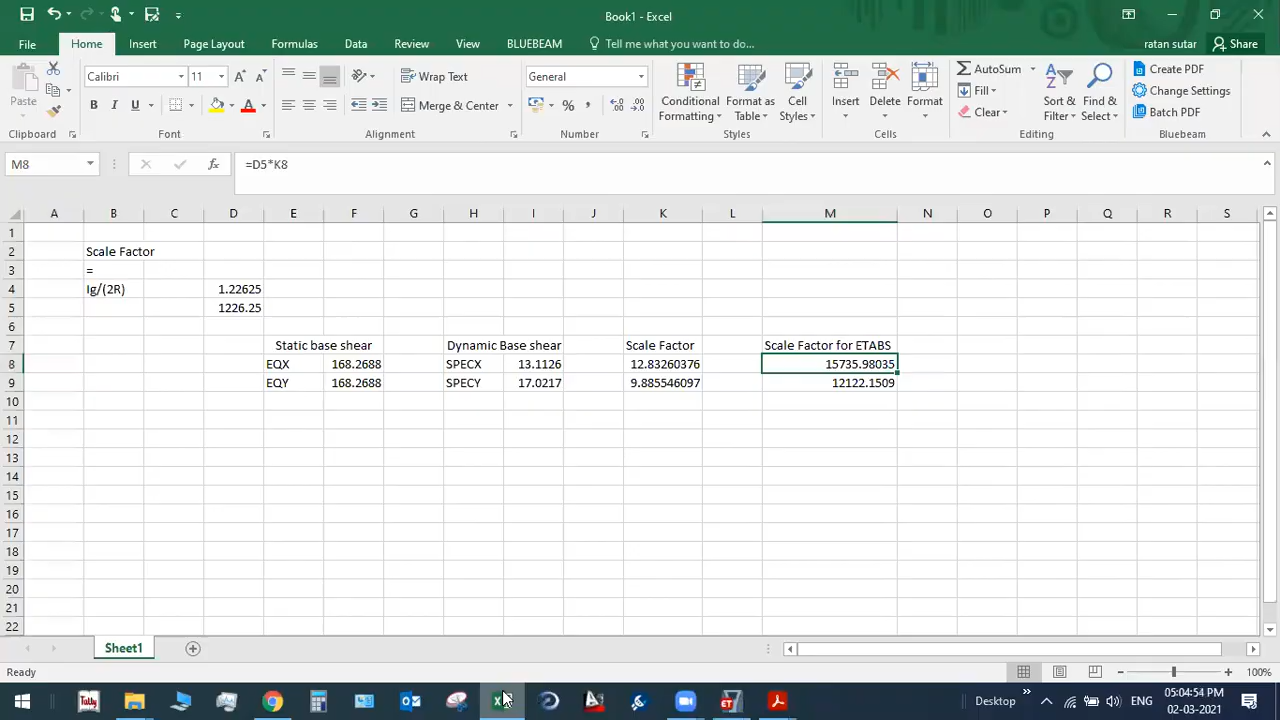 Book1 - Excel
File Home Insert Page Layout Formulas Data Review View BLUEBEAM Tell me what you want to do... ratan sutar Share
Paste
Calibri 11
B I U
Wrap Text
Merge & Center
General
Conditional Formatting
Format as Table
Cell Styles
Insert
Delete
Format
AutoSum
Fill
Clear
Sort & Filter
Find & Select
Create PDF
Change Settings
Batch PDF
Clipboard Font Alignment Number Styles Cells Editing Bluebeam
M8 fx =D5*K8
A B C D E F G H I J K L M N O P Q R S
1
2 Scale Factor
3 =
4 Ig/(2R) 1.22625
5 1226.25
6
7 Static base shear Dynamic Base shear Scale Factor Scale Factor for ETABS
8 EQX 168.2688 SPECX 13.1126 12.83260376 15735.98035
9 EQY 168.2688 SPECY 17.0217 9.885546097 12122.1509
10
11
12
13
14
15
16
17
18
19
20
21
22
Sheet1
Ready 100%
Tally ET Desktop ENG 05:04:54 PM
02-03-2021